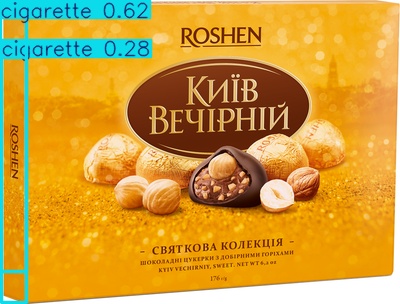 cigarette 0.62
cigarette 0.28
ROSHEN
КИЇВ
ВЕЧІРНІЙ
ROSHEN
СВЯТКОВА КОЛЕКЦІЯ
ШОКОЛАДНІ ЦУКЕРКИ З ДОБІРНИМИ ГОРІХАМИ
KYIV VECHIRNIY, SWEET. NET WT 6,2 oz
176 г/g